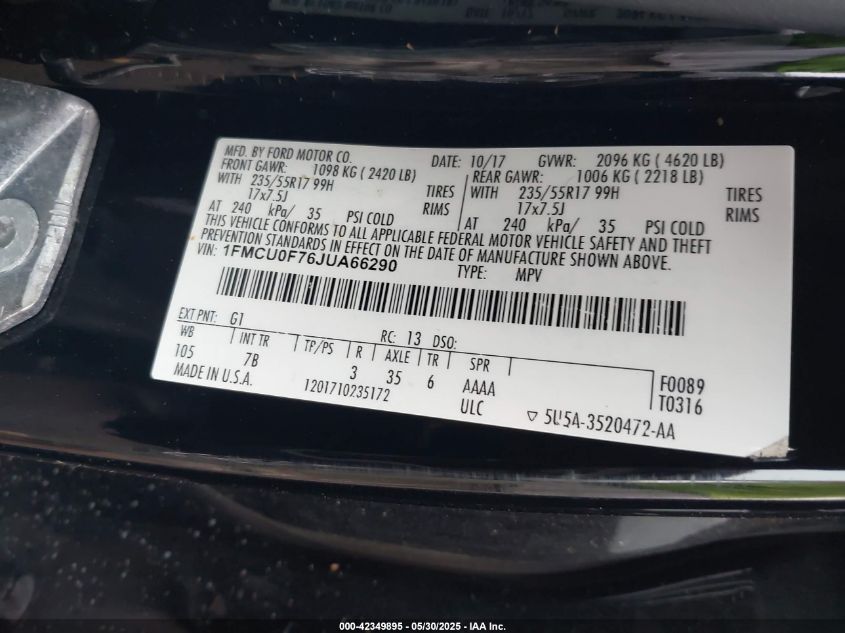 MFD. BY FORD MOTOR CO. DATE: 10/17 GVWR: 2096 KG ( 4620 LB)
FRONT GAWR: 1098 KG ( 2420 LB) REAR GAWR: 1006 KG ( 2218 LB)
WITH 235/55R17 99H TIRES WITH 235/55R17 99H TIRES
17x7.5J RIMS 17x7.5J RIMS
AT 240 kPa/ 35 PSI COLD AT 240 kPa/ 35 PSI COLD
THIS VEHICLE CONFORMS TO ALL APPLICABLE FEDERAL MOTOR VEHICLE SAFETY AND THEFT
PREVENTION STANDARDS IN EFFECT ON THE DATE OF MANUFACTURE SHOWN ABOVE.
VIN: 1FMCU0F76JUA66290 TYPE: MPV
EXT PNT: G1 RC: 13 DSO:
WB INT TR TP/PS R AXLE TR SPR
105 7B 3 35 6 AAAA F0089
MADE IN U.S.A. 1201710235172 ULC T0316
5U5A-3520472-AA
000-42349895 - 05/30/2025 - IAA Inc.